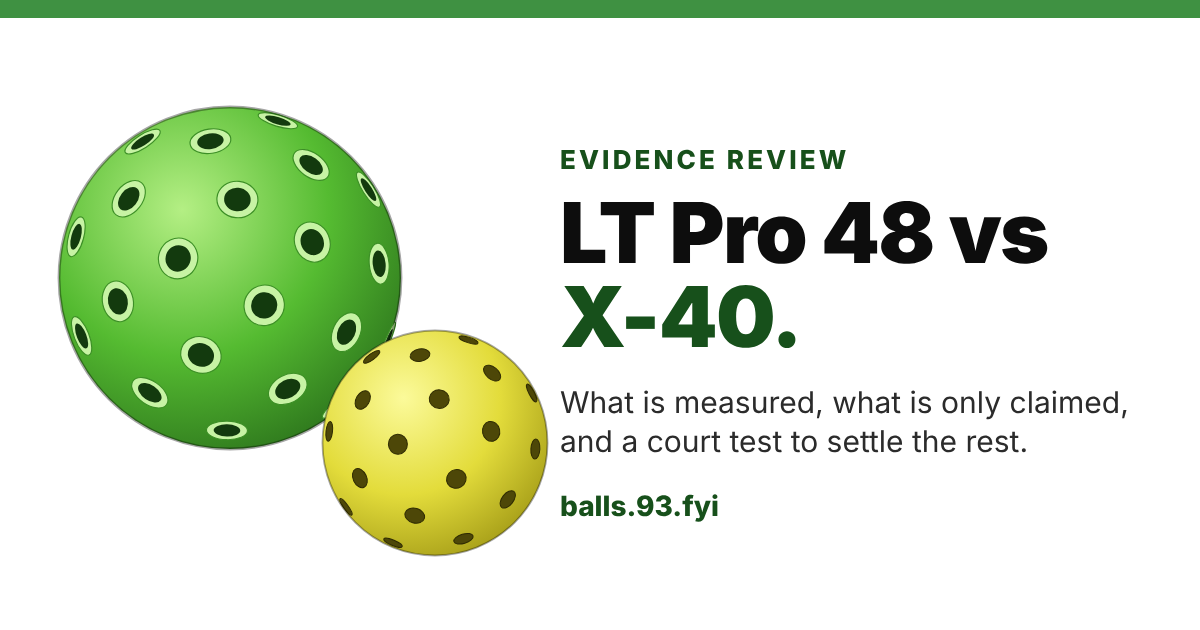 EVIDENCE REVIEW
LT Pro 48 vs
X-40.
What is measured, what is only claimed,
and a court test to settle the rest.
balls.93.fyi